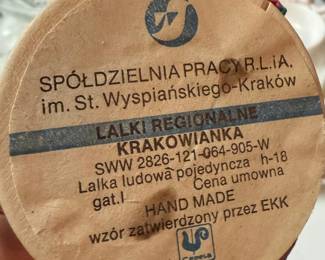 SPÓŁDZIELNIA PRACY R.L.iA.
im. St. Wyspiańskiego-Kraków
LALKI REGIONALNE
KRAKOWIANKA
SWW 2826-121-064-905-W
Lalka ludowa pojedyncza h-18
gat.I Cena umowna
HAND MADE
wzór zatwierdzony przez EKK
CEPELIA